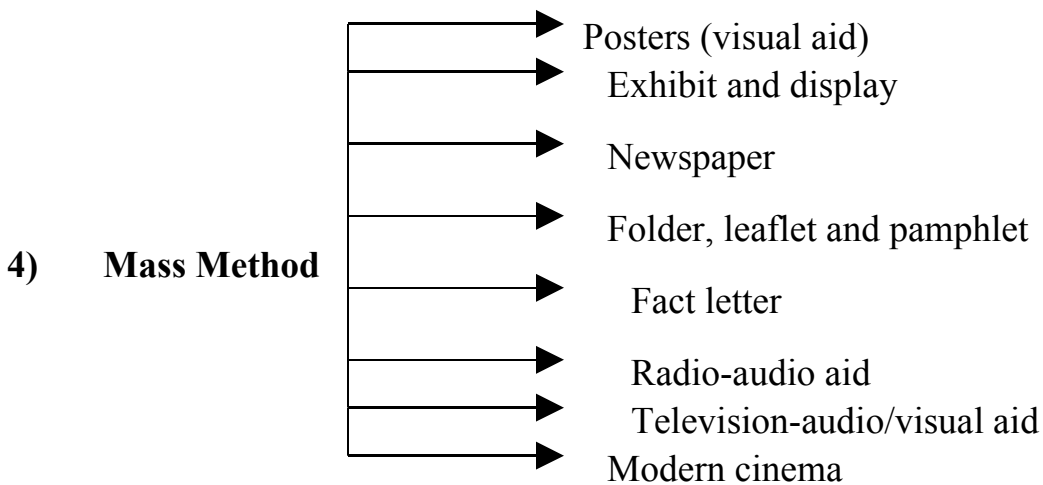 Posters (visual aid)
Exhibit and display
Newspaper
Folder, leaflet and pamphlet
4) Mass Method
Fact letter
Radio-audio aid
Television-audio/visual aid
Modern cinema